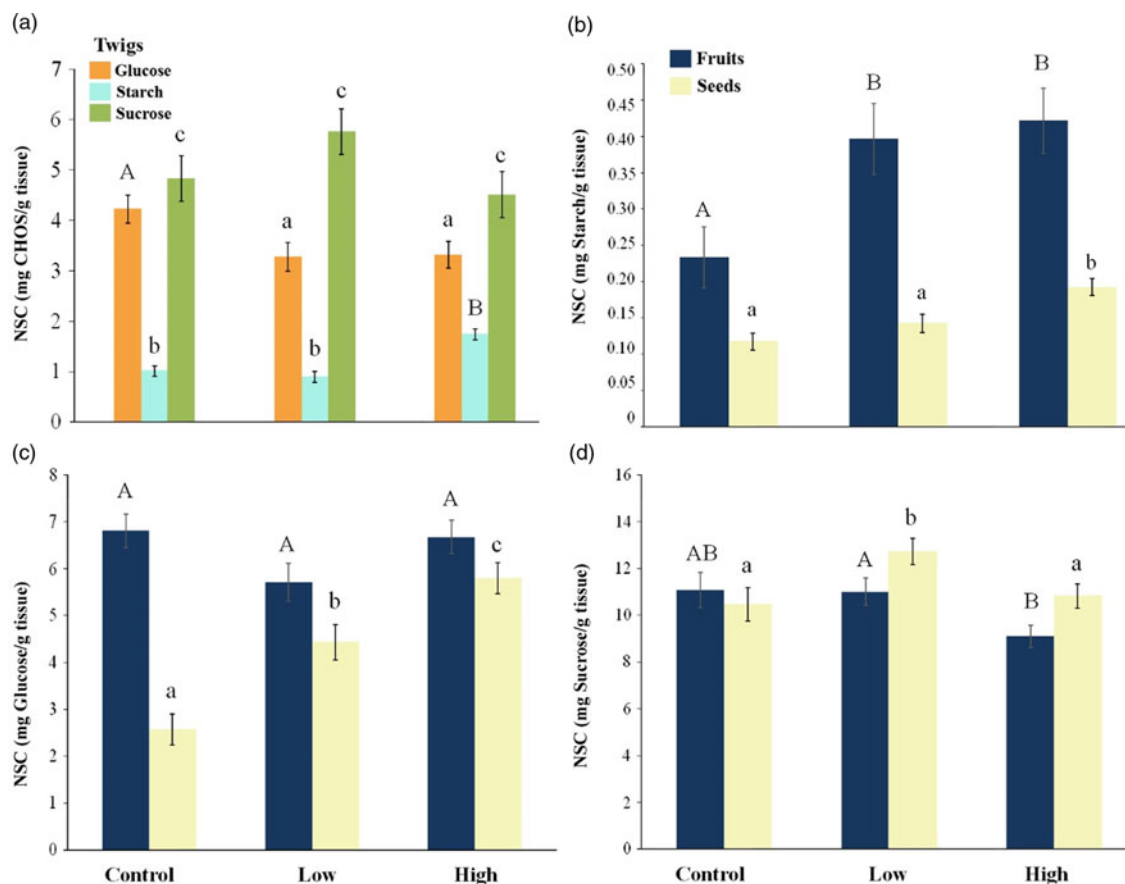 (a)
Twigs
Glucose
Starch
Sucrose
NSC (mg CHOS/g tissue)
7
6
5
4
3
2
1
0
A
b
c
a
b
c
a
B
c
(b)
Fruits
Seeds
NSC (mg Starch/g tissue)
0.50
0.45
0.40
0.35
0.30
0.25
0.20
0.15
0.10
0.05
0
A
a
B
a
B
b
(c)
NSC (mg Glucose/g tissue)
8
7
6
5
4
3
2
1
0
A
a
A
b
A
c
Control Low High
(d)
NSC (mg Sucrose/g tissue)
16
14
12
10
8
6
4
2
0
AB
a
A
b
B
a
Control Low High